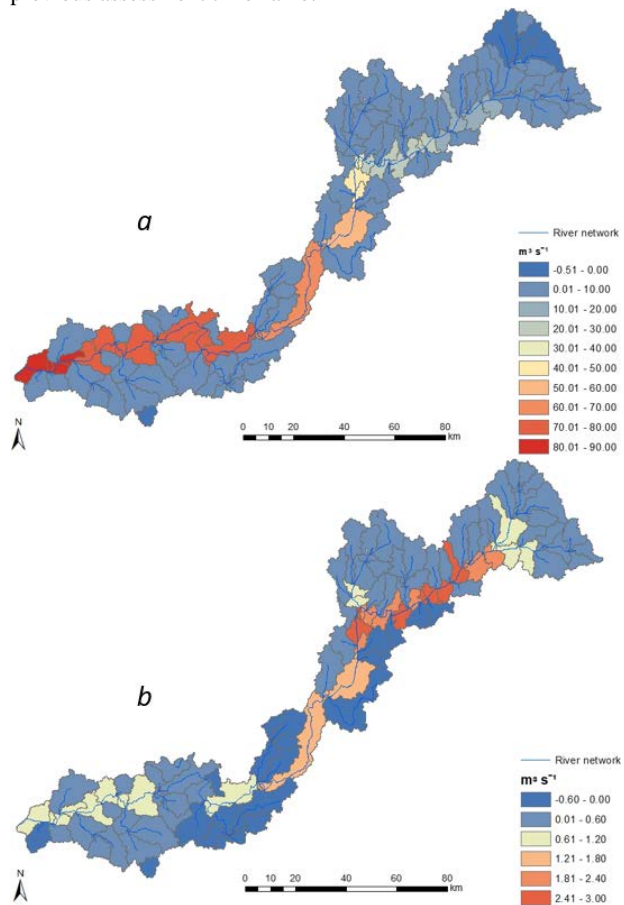 a
River network
m³ s⁻¹
-0.51 - 0.00
0.01 - 10.00
10.01 - 20.00
20.01 - 30.00
30.01 - 40.00
40.01 - 50.00
50.01 - 60.00
60.01 - 70.00
70.01 - 80.00
80.01 - 90.00
N
0 10 20 40 60 80
km
b
River network
m³ s⁻¹
-0.60 - 0.00
0.01 - 0.60
0.61 - 1.20
1.21 - 1.80
1.81 - 2.40
2.41 - 3.00
N
0 10 20 40 60 80
km